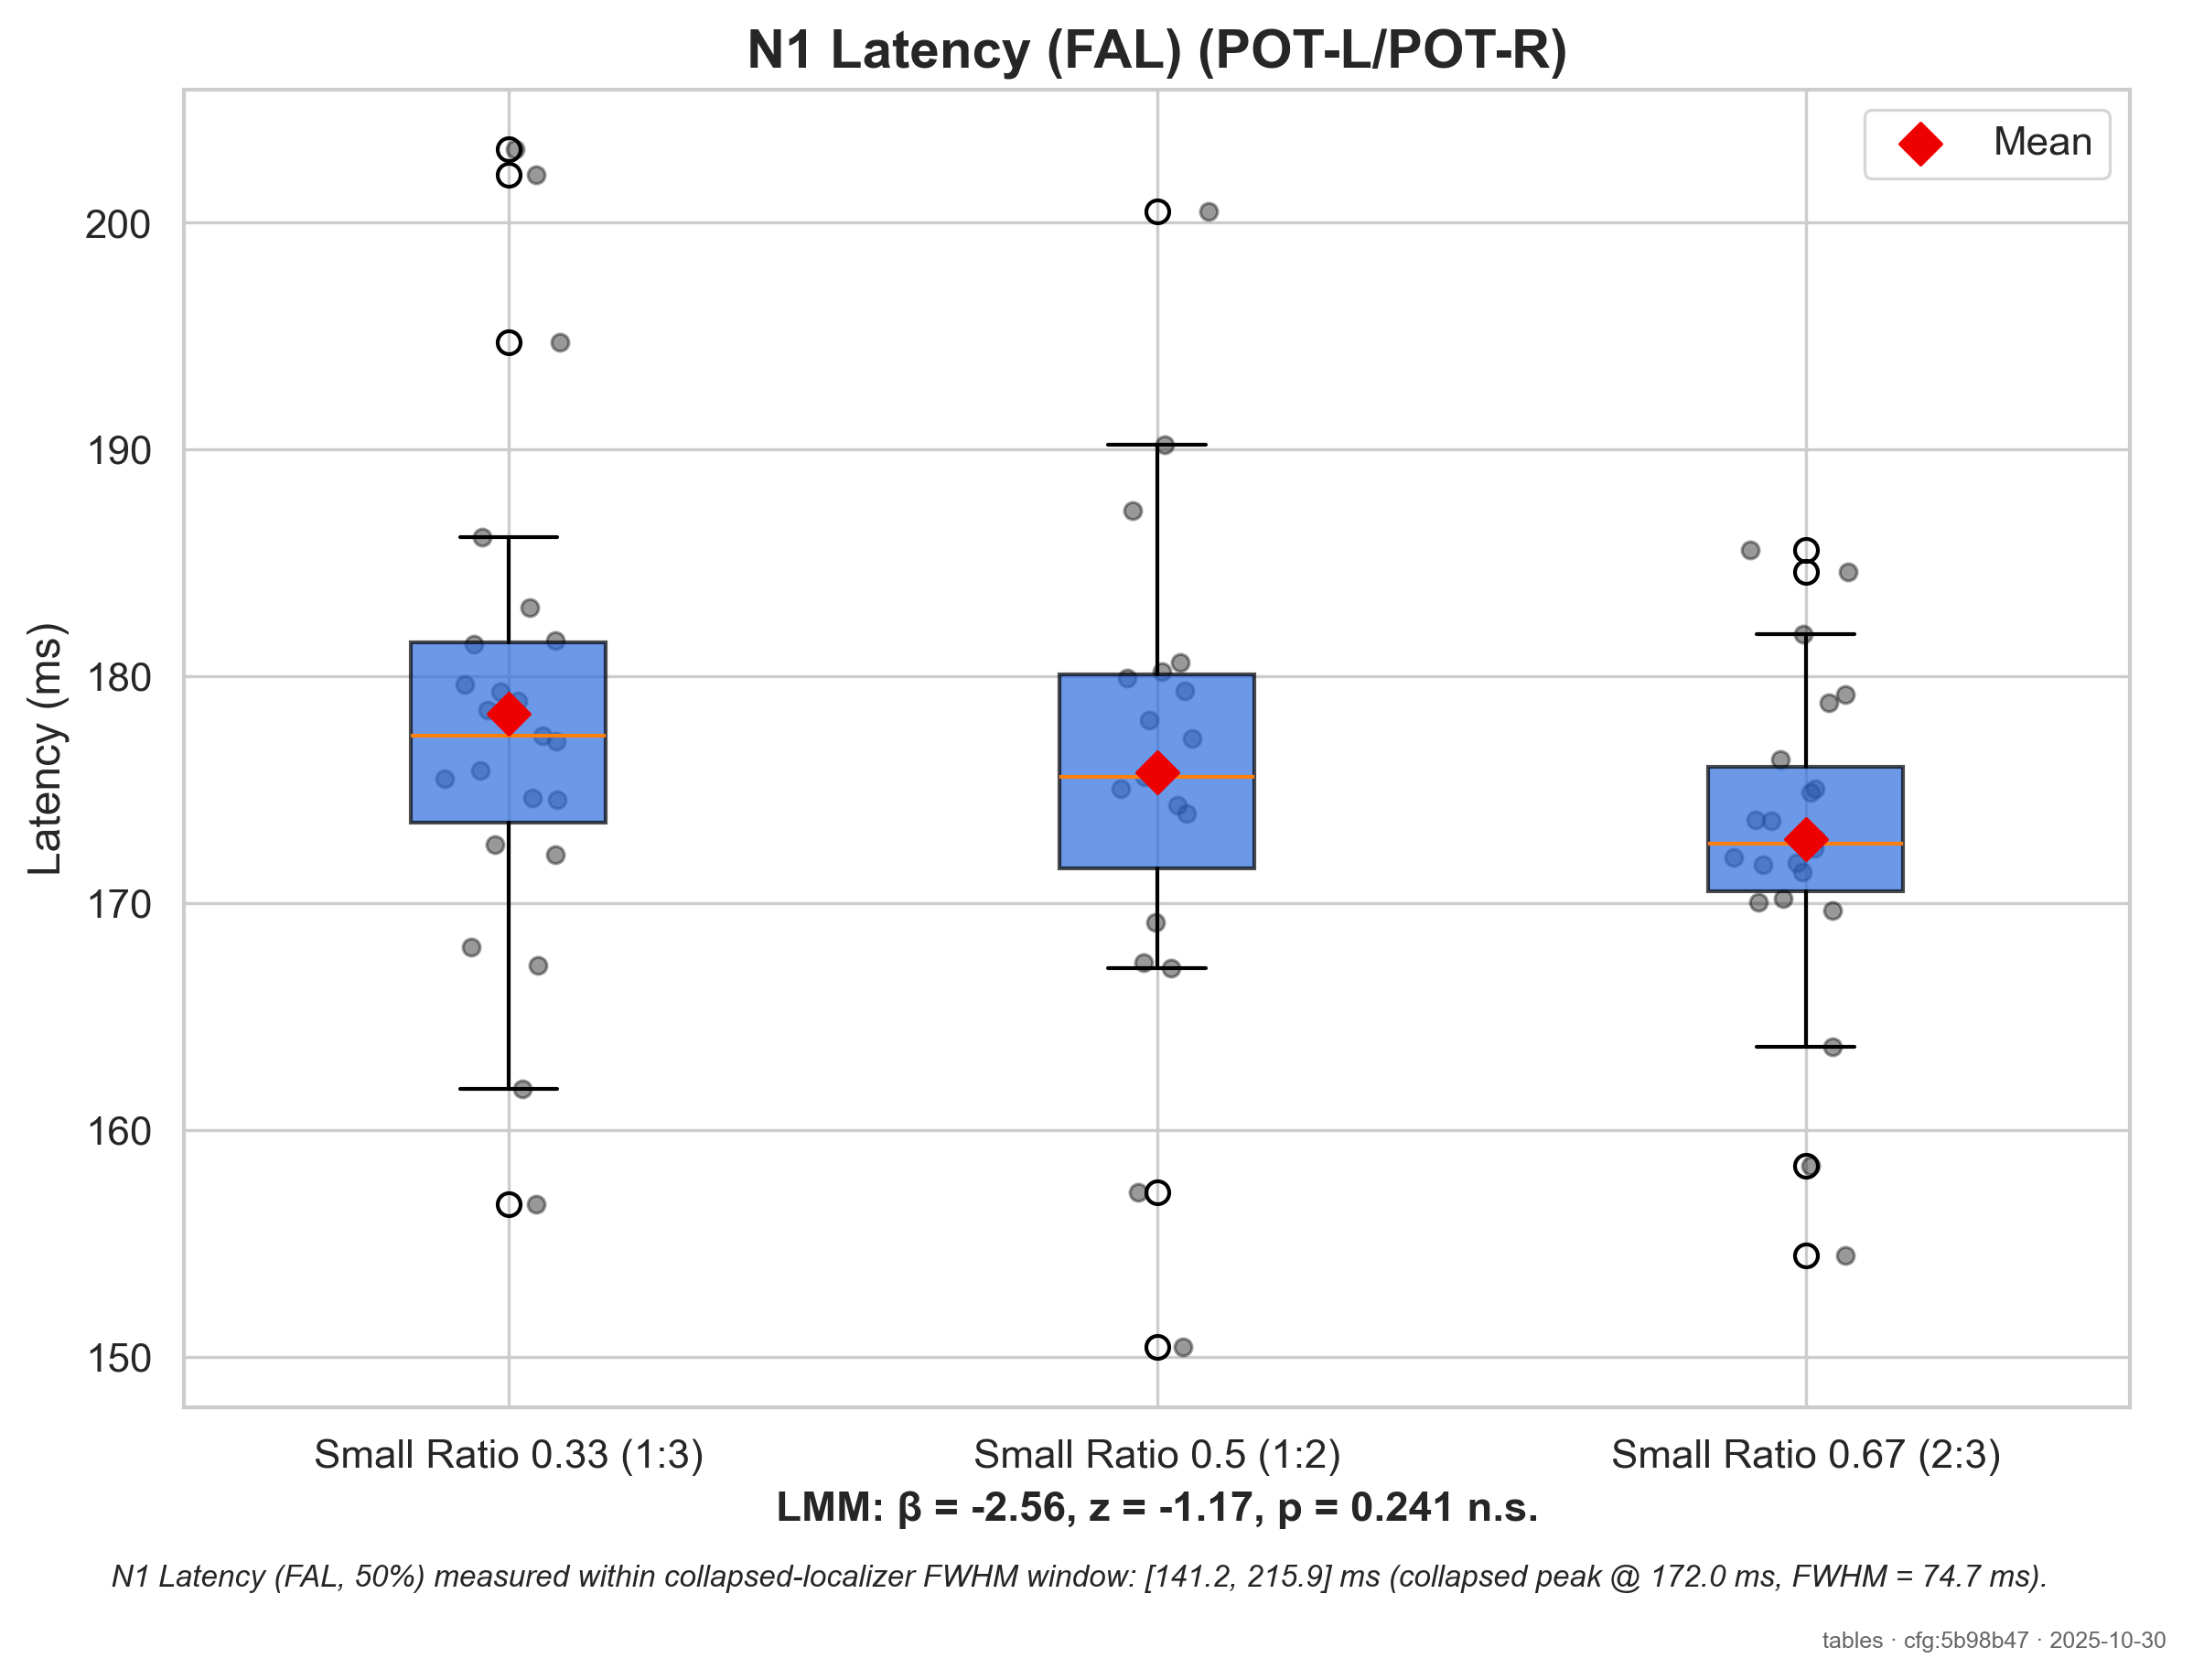 N1 Latency (FAL) (POT-L/POT-R)
Mean
Latency (ms)
200
190
180
170
160
150
Small Ratio 0.33 (1:3)
Small Ratio 0.5 (1:2)
Small Ratio 0.67 (2:3)
LMM: β = -2.56, z = -1.17, p = 0.241 n.s.
N1 Latency (FAL, 50%) measured within collapsed-localizer FWHM window: [141.2, 215.9] ms (collapsed peak @ 172.0 ms, FWHM = 74.7 ms).
tables · cfg:5b98b47 · 2025-10-30